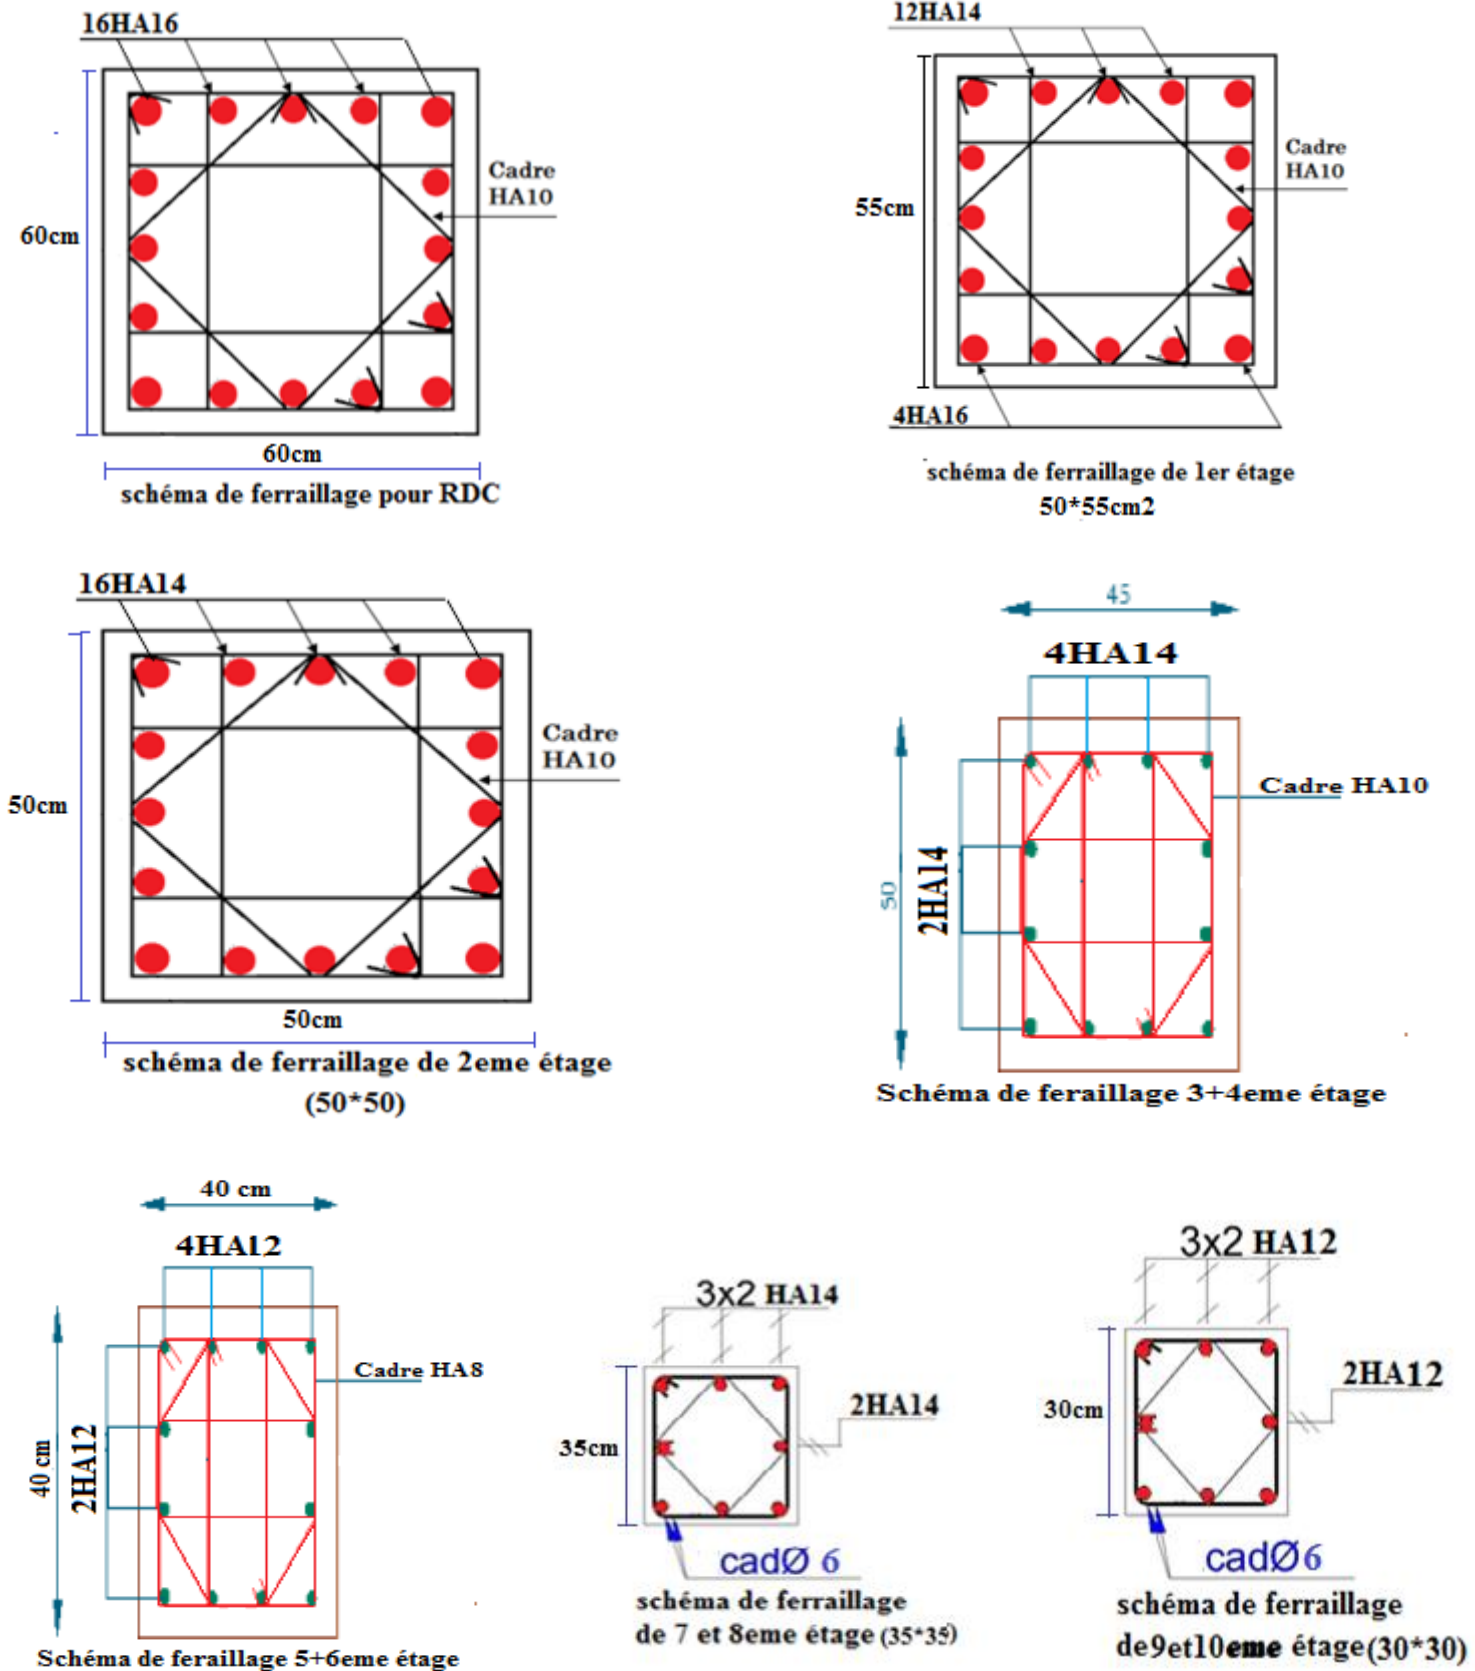 16HA16
Cadre
HA10
60cm
60cm
schéma de ferraillage pour RDC
12HA14
Cadre
HA10
55cm
4HA16
schéma de ferraillage de 1er étage
50*55cm2
16HA14
Cadre
HA10
50cm
50cm
schéma de ferraillage de 2eme étage
(50*50)
45
4HA14
Cadre HA10
2HA14
50
Schéma de feraillage 3+4eme étage
40 cm
4HA12
Cadre HA8
2HA12
40 cm
Schéma de feraillage 5+6eme étage
3x2 HA14
2HA14
35cm
cadØ 6
schéma de ferraillage
de 7 et 8eme étage (35*35)
3x2 HA12
2HA12
30cm
cadØ6
schéma de ferraillage
de9et10eme étage(30*30)